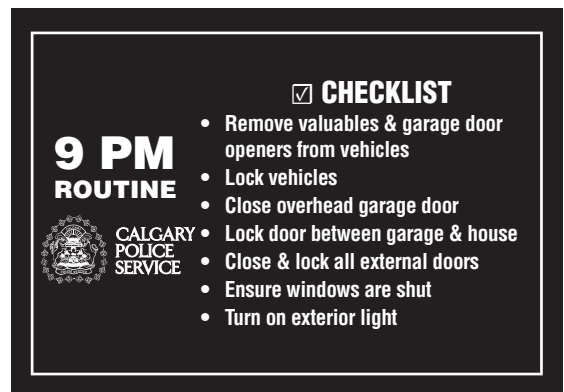 9 PM
ROUTINE
CALGARY
POLICE
SERVICE
☑ CHECKLIST
• Remove valuables & garage door
openers from vehicles
• Lock vehicles
• Close overhead garage door
• Lock door between garage & house
• Close & lock all external doors
• Ensure windows are shut
• Turn on exterior light